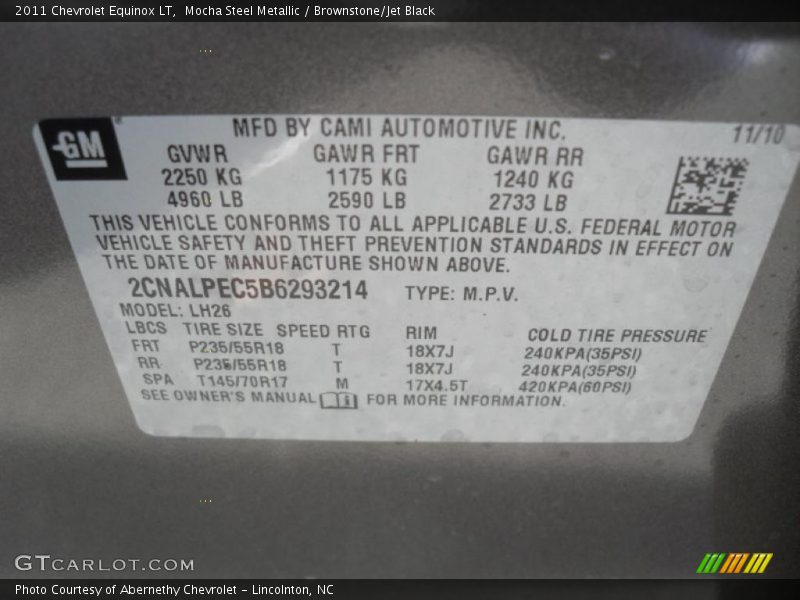 2011 Chevrolet Equinox LT,  Mocha Steel Metallic / Brownstone/Jet Black
GM
MFD BY CAMI AUTOMOTIVE INC. 11/10
GVWR GAWR FRT GAWR RR
2250 KG 1175 KG 1240 KG
4960 LB 2590 LB 2733 LB
THIS VEHICLE CONFORMS TO ALL APPLICABLE U.S. FEDERAL MOTOR
VEHICLE SAFETY AND THEFT PREVENTION STANDARDS IN EFFECT ON
THE DATE OF MANUFACTURE SHOWN ABOVE.
2CNALPEC5B6293214 TYPE: M.P.V.
MODEL: LH26
LBCS TIRE SIZE SPEED RTG RIM COLD TIRE PRESSURE
FRT P235/55R18 T 18X7J 240KPA(35PSI)
RR P235/55R18 T 18X7J 240KPA(35PSI)
SPA T145/70R17 M 17X4.5T 420KPA(60PSI)
SEE OWNER'S MANUAL FOR MORE INFORMATION.
GTCARLOT.COM
Photo Courtesy of Abernethy Chevrolet - Lincolnton, NC